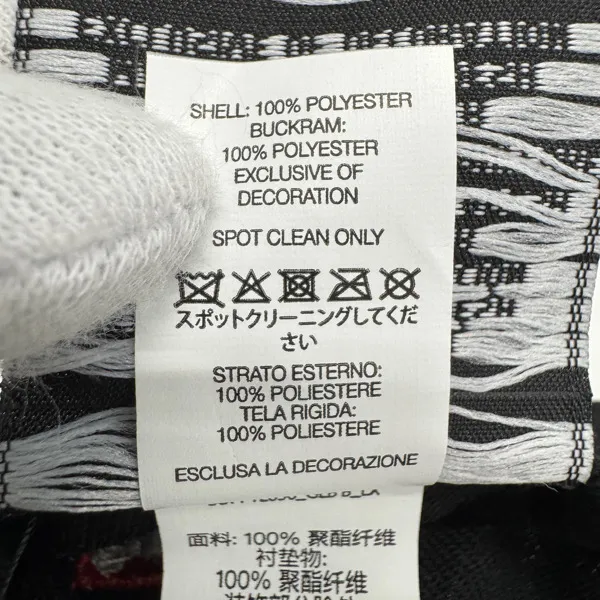 SHELL: 100% POLYESTER
BUCKRAM:
100% POLYESTER
EXCLUSIVE OF
DECORATION
SPOT CLEAN ONLY
スポットクリーニングしてくだ
さい
STRATO ESTERNO:
100% POLIESTERE
TELA RIGIDA:
100% POLIESTERE
ESCLUSA LA DECORAZIONE
面料: 100% 聚酯纤维
衬垫物:
100% 聚酯纤维